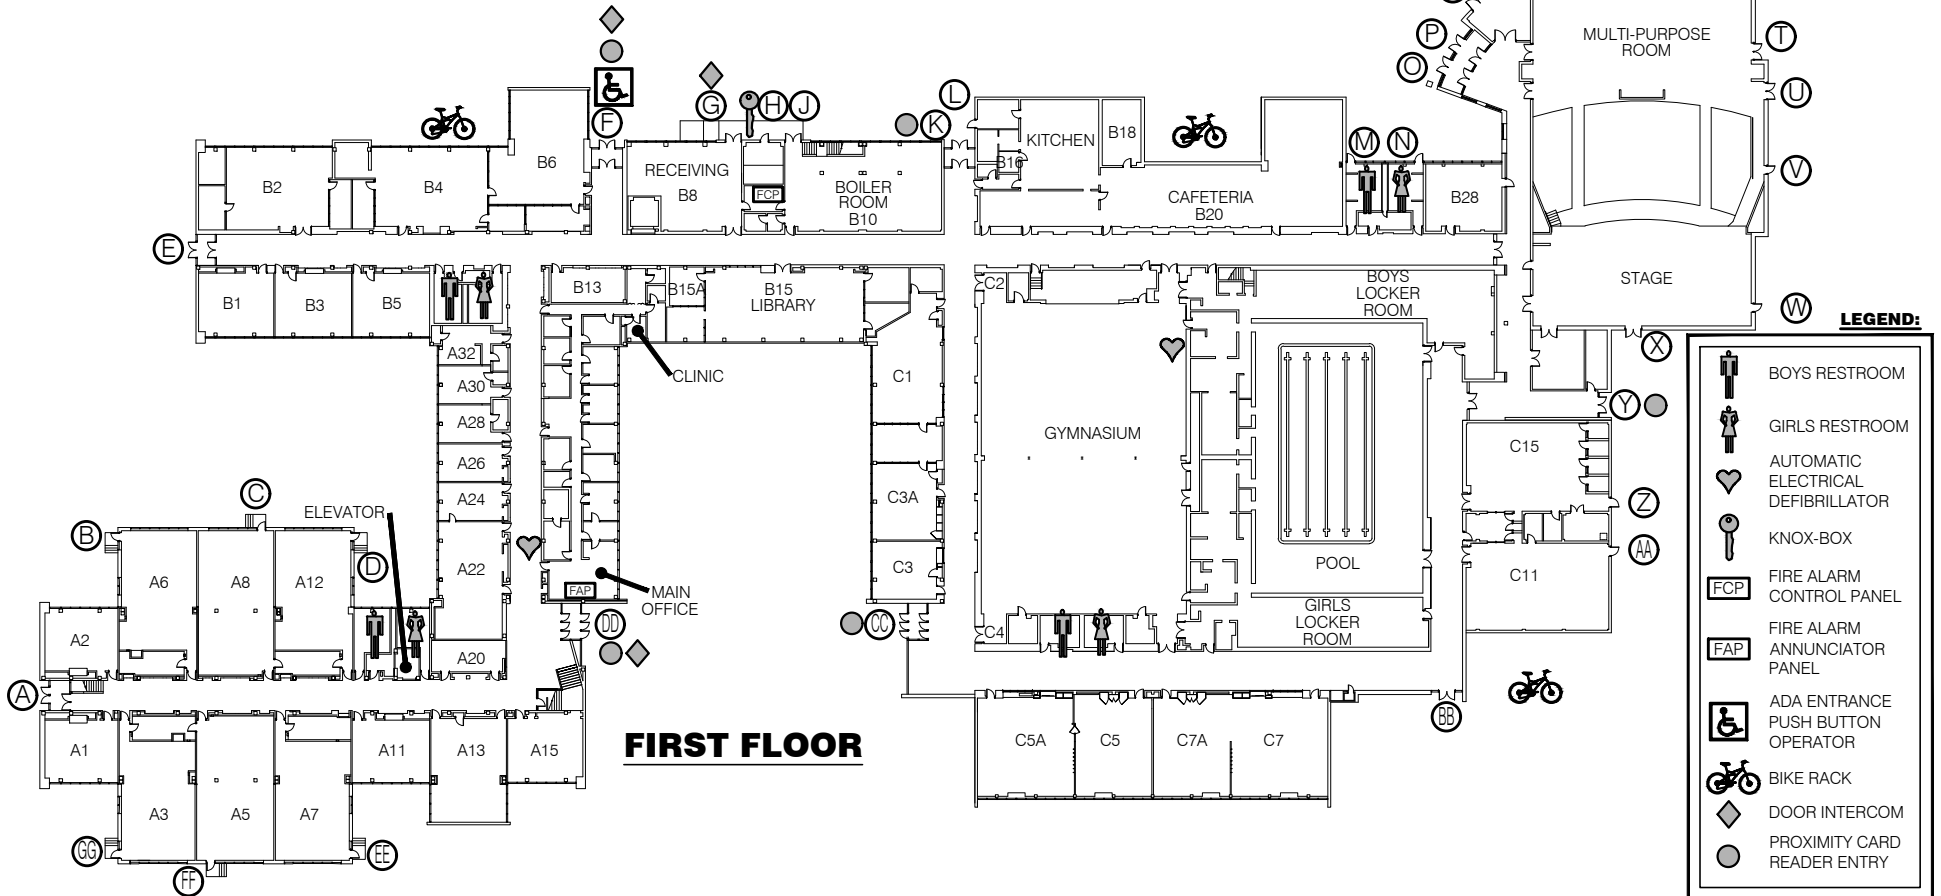 P
MULTI-PURPOSE
ROOM
T
O
U
L
G
H
J
K
F
KITCHEN
B18
M
N
B6
RECEIVING
B8
FCP
BOILER
ROOM
B10
B16
CAFETERIA
B20
B28
V
B2
B4
E
STAGE
W
B1
B3
B5
B13
B15A
B15
LIBRARY
C2
BOYS
LOCKER
ROOM
X
A32
A30
A28
A26
A24
A22
A20
CLINIC
C1
C3A
C3
GYMNASIUM
Y
C15
Z
AA
C11
POOL
GIRLS
LOCKER
ROOM
C4
ELEVATOR
C
B
D
A6
A8
A12
A2
FAP
MAIN
OFFICE
DD
CC
A
BB
A1
A3
A5
A7
A11
A13
A15
C5A
C5
C7A
C7
GG
FF
EE
FIRST FLOOR
LEGEND:
BOYS RESTROOM
GIRLS RESTROOM
AUTOMATIC
ELECTRICAL
DEFIBRILLATOR
KNOX-BOX
FCP
FIRE ALARM
CONTROL PANEL
FAP
FIRE ALARM
ANNUNCIATOR
PANEL
ADA ENTRANCE
PUSH BUTTON
OPERATOR
BIKE RACK
DOOR INTERCOM
PROXIMITY CARD
READER ENTRY